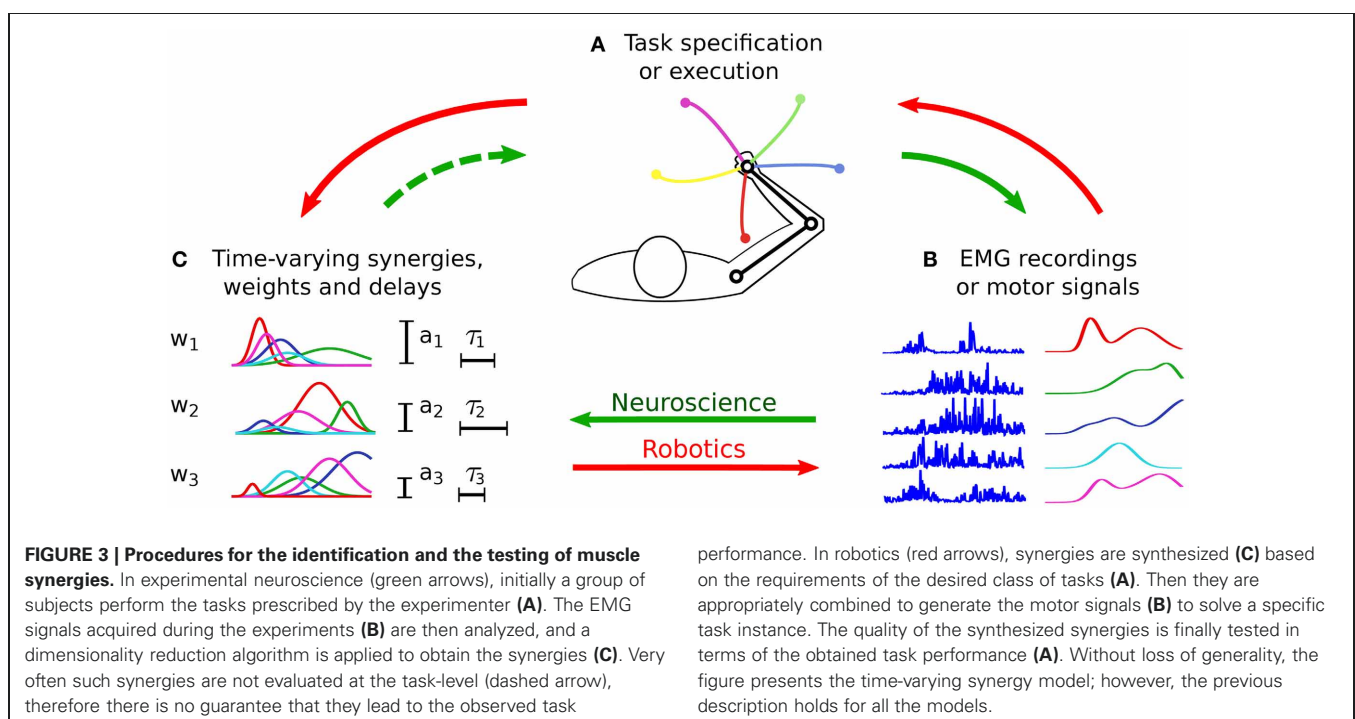 A Task specification
or execution
C Time-varying synergies,
weights and delays
B EMG recordings
or motor signals
w1 a1 τ1
w2 a2 τ2
w3 a3 τ3
Neuroscience
Robotics
FIGURE 3 | Procedures for the identification and the testing of muscle
synergies. In experimental neuroscience (green arrows), initially a group of
subjects perform the tasks prescribed by the experimenter (A). The EMG
signals acquired during the experiments (B) are then analyzed, and a
dimensionality reduction algorithm is applied to obtain the synergies (C). Very
often such synergies are not evaluated at the task-level (dashed arrow),
therefore there is no guarantee that they lead to the observed task
performance. In robotics (red arrows), synergies are synthesized (C) based
on the requirements of the desired class of tasks (A). Then they are
appropriately combined to generate the motor signals (B) to solve a specific
task instance. The quality of the synthesized synergies is finally tested in
terms of the obtained task performance (A). Without loss of generality, the
figure presents the time-varying synergy model; however, the previous
description holds for all the models.